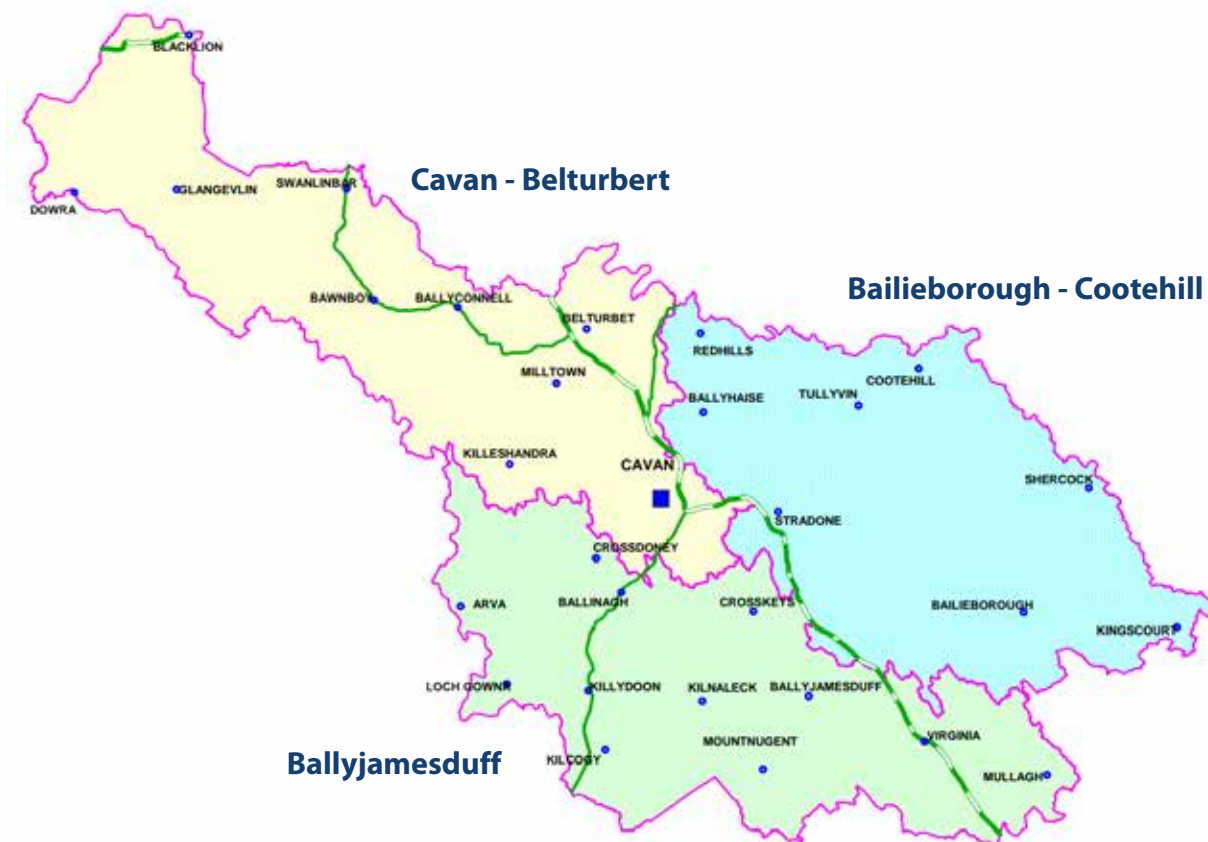 BLACKLION
Cavan - Belturbert
SWANLINBAR
GLANGEVLIN
DOWRA
Bailieborough - Cootehill
BAWNBOY
BALLYCONNELL
BELTURBET
REDHILLS
COOTEHILL
MILLTOWN
TULLYVIN
BALLYHAISE
KILLESHANDRA
CAVAN
SHERCOCK
STRADONE
CROSSDONEY
ARVA
BALLINAGH
CROSSKEYS
BAILIEBOROUGH
KINGSCOURT
LOCH GOWNA
KILLYDOON
KILNALECK
BALLYJAMESDUFF
MOUNTNUGENT
VIRGINIA
Ballyjamesduff
KILCOGY
MULLAGH